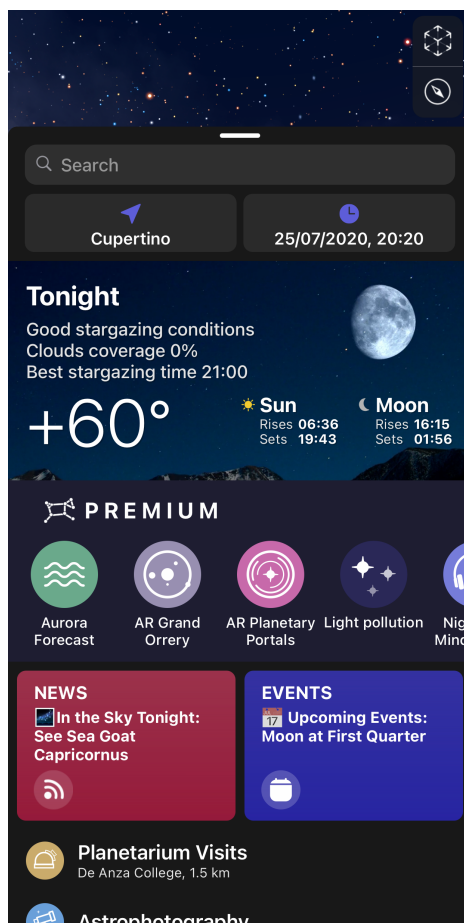 Search
Cupertino
25/07/2020, 20:20
Tonight
Good stargazing conditions
Clouds coverage 0%
Best stargazing time 21:00
+60°
Sun
Rises 06:36
Sets 19:43
Moon
Rises 16:15
Sets 01:56
PREMIUM
Aurora
Forecast
AR Grand
Orrery
AR Planetary
Portals
Light pollution
NEWS
In the Sky Tonight:
See Sea Goat
Capricornus
EVENTS
17 Upcoming Events:
Moon at First Quarter
Planetarium Visits
De Anza College, 1.5 km
Astrophotography